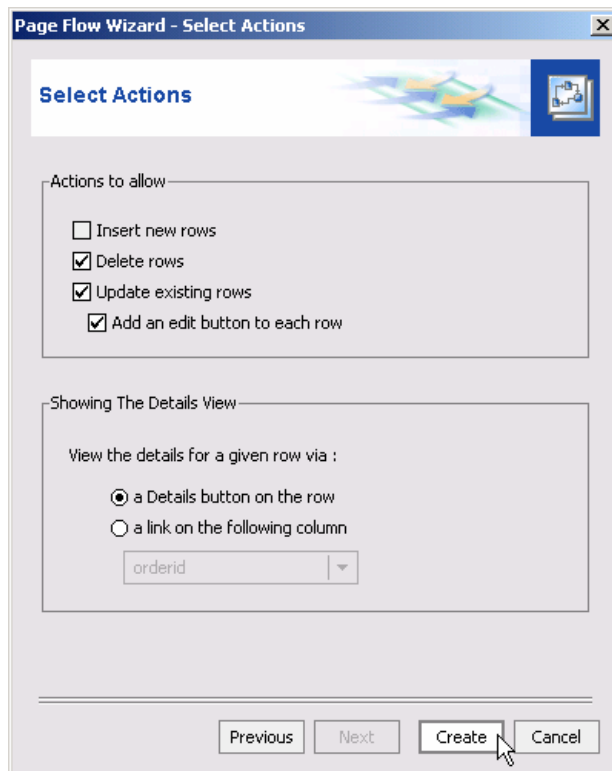 Page Flow Wizard - Select Actions
Select Actions
Actions to allow
Insert new rows
Delete rows
Update existing rows
Add an edit button to each row
Showing The Details View
View the details for a given row via :
a Details button on the row
a link on the following column
orderid
Previous Next Create Cancel